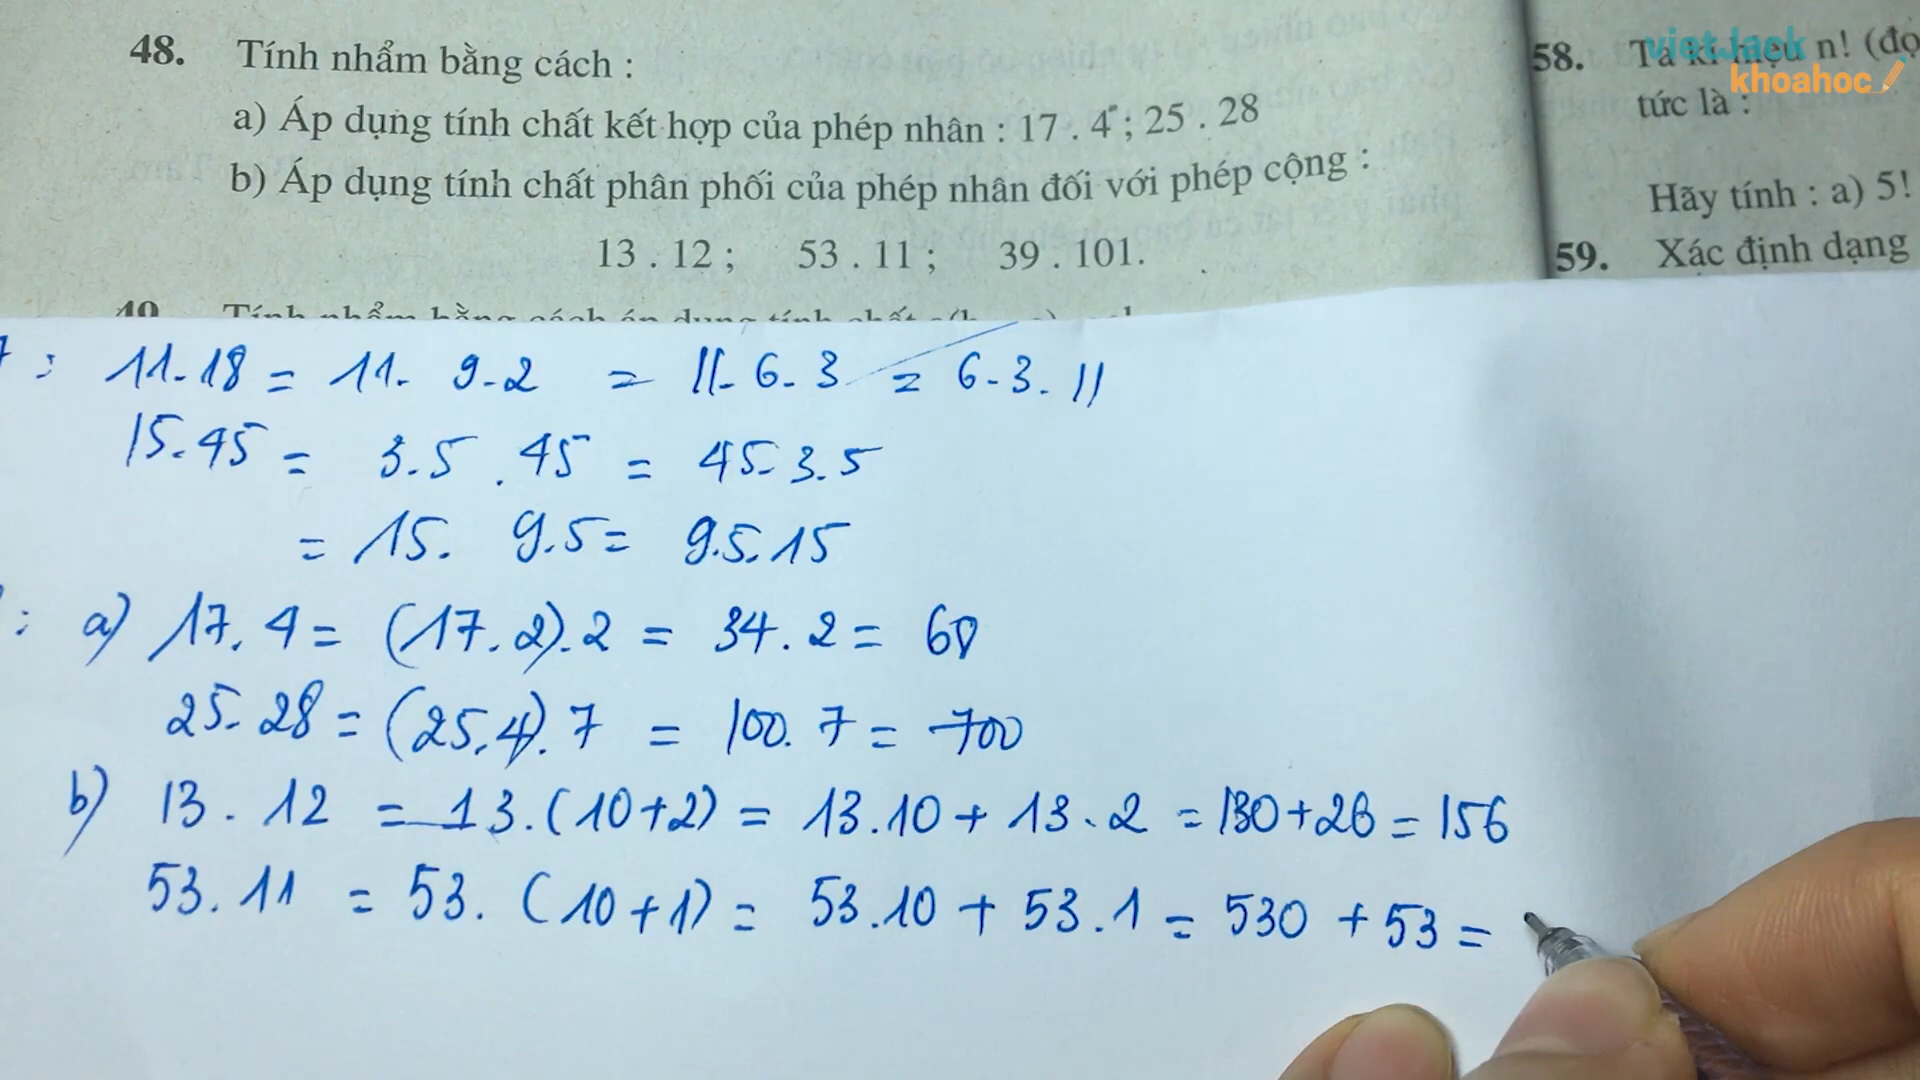 48. Tính nhẩm bằng cách :
a) Áp dụng tính chất kết hợp của phép nhân : 17 . 4 ; 25 . 28
b) Áp dụng tính chất phân phối của phép nhân đối với phép cộng :
13 . 12 ; 53 . 11 ; 39 . 101.
58. Ta kí hiệu n! (đọ
tức là :
Hãy tính : a) 5!
59. Xác định dạng
vietJack
khoahoc
11.18 = 11. 9.2 = 11. 6. 3 = 6.3. 11
15.45 = 3.5 . 45 = 45.3.5
= 15. 9.5 = 9.5.15
a) 17. 4 = (17. 2). 2 = 34 . 2 = 68
25. 28 = (25.4). 7 = 100. 7 = 700
b) 13 . 12 = 13.(10+2) = 13.10 + 13.2 = 130+26 = 156
53.11 = 53. (10+1) = 53.10 + 53.1 = 530 + 53 =